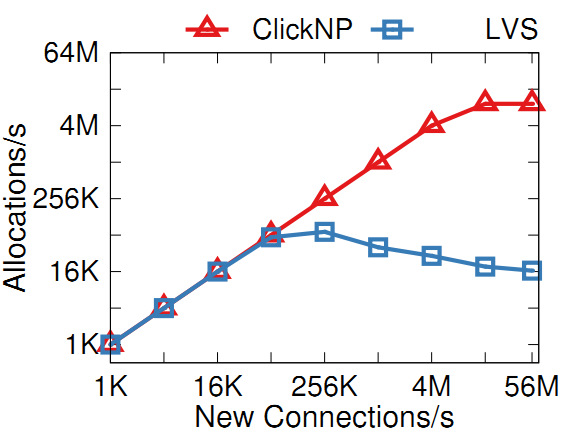 ClickNP LVS
64M
4M
256K
16K
1K
Allocations/s
1K 16K 256K 4M 56M
New Connections/s